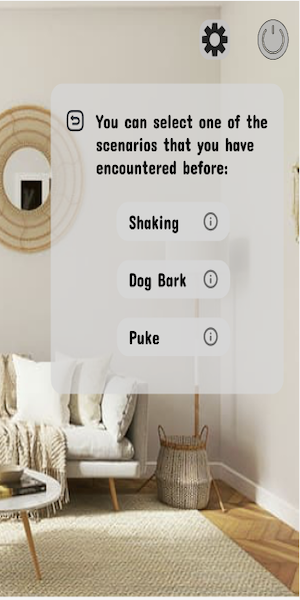 You can select one of the
scenarios that you have
encountered before:
Shaking
Dog Bark
Puke